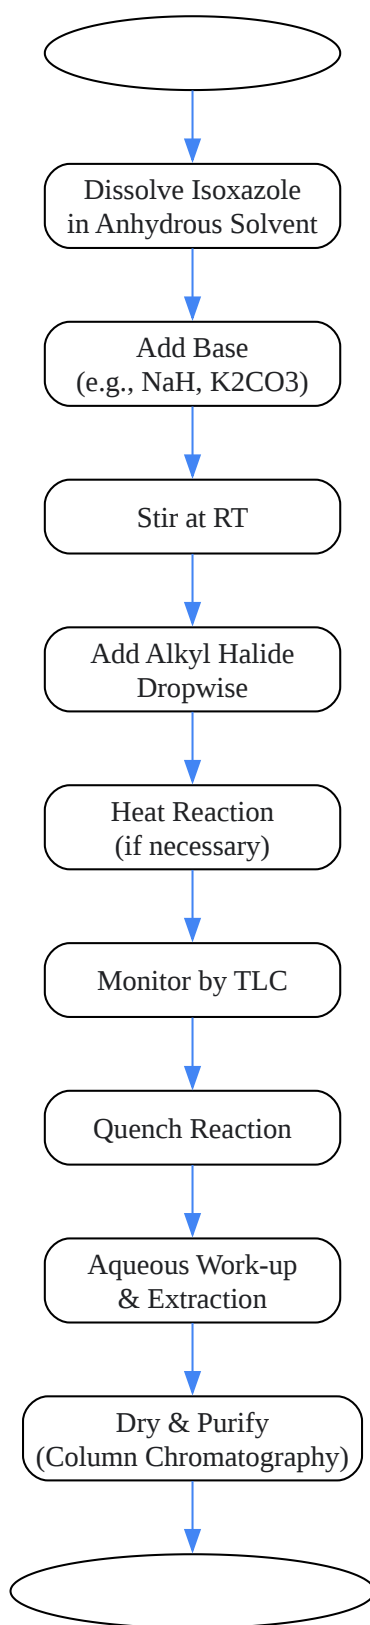 Dissolve Isoxazole
in Anhydrous Solvent
Add Base
(e.g., NaH, K2CO3)
Stir at RT
Add Alkyl Halide
Dropwise
Heat Reaction
(if necessary)
Monitor by TLC
Quench Reaction
Aqueous Work-up
& Extraction
Dry & Purify
(Column Chromatography)